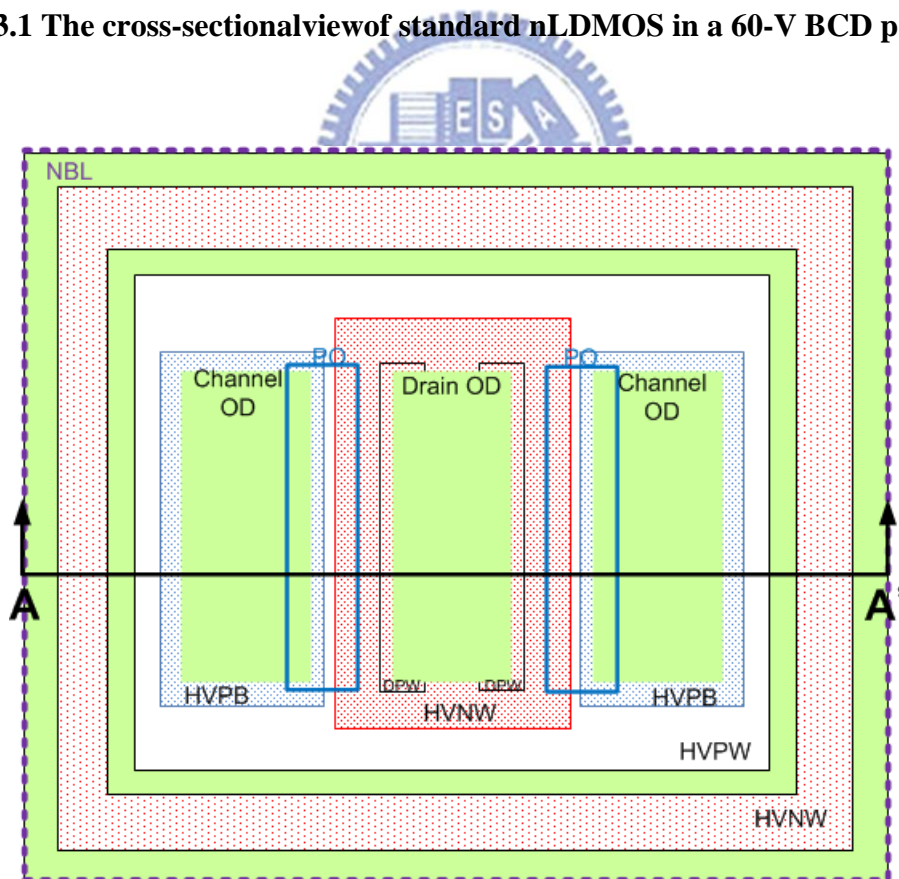 3.1 The cross-sectionalviewof standard nLDMOS in a 60-V BCD p
ESA
NBL
PO
PO
Channel
OD
Drain OD
Channel
OD
A
A'
DPW
DPW
HVPB
HVNW
HVPB
HVPW
HVNW